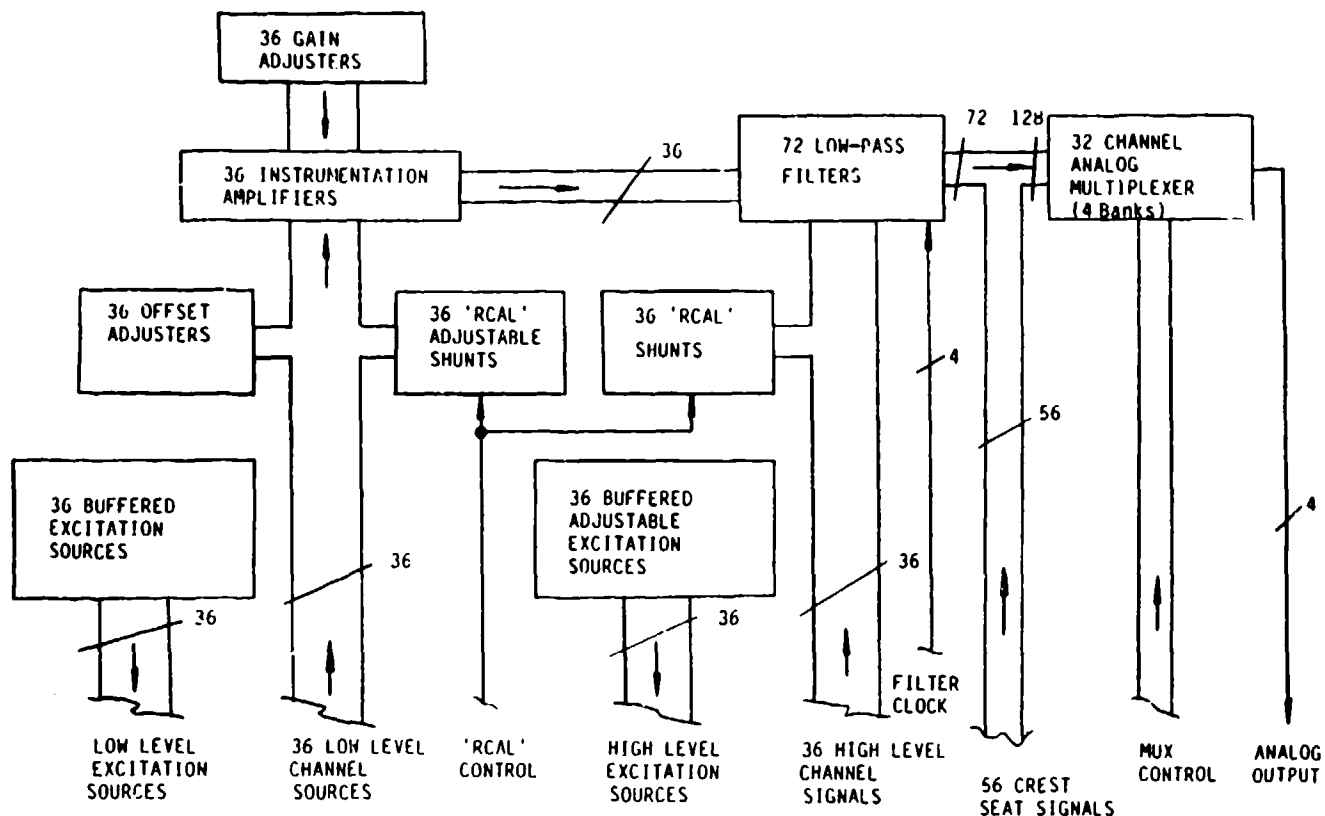 36 GAIN
ADJUSTERS
36 INSTRUMENTATION
AMPLIFIERS
36
72 LOW-PASS
FILTERS
72 128
32 CHANNEL
ANALOG
MULTIPLEXER
(4 Banks)
36 OFFSET
ADJUSTERS
36 'RCAL'
ADJUSTABLE
SHUNTS
36 'RCAL'
SHUNTS
4
56
4
36 BUFFERED
EXCITATION
SOURCES
36
36
36 BUFFERED
ADJUSTABLE
EXCITATION
SOURCES
36
36
FILTER
CLOCK
LOW LEVEL
EXCITATION
SOURCES
36 LOW LEVEL
CHANNEL
SOURCES
'RCAL'
CONTROL
HIGH LEVEL
EXCITATION
SOURCES
36 HIGH LEVEL
CHANNEL
SIGNALS
56 CREST
SEAT SIGNALS
MUX
CONTROL
ANALOG
OUTPUT